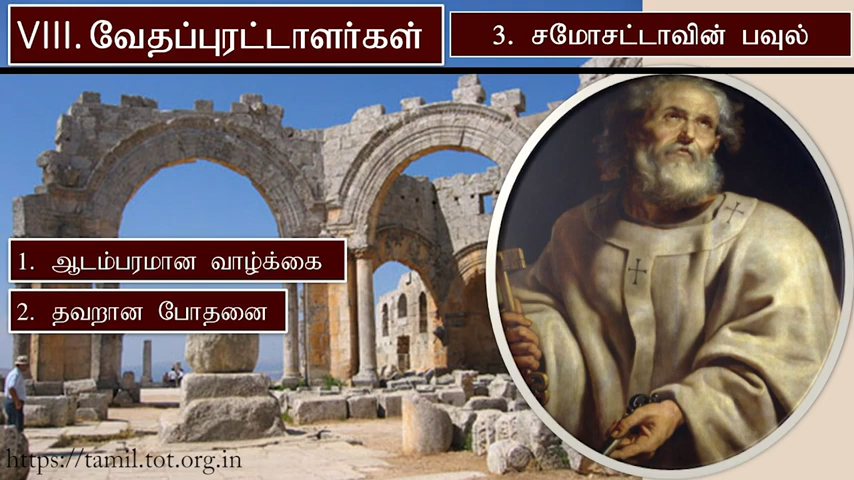 VIII. வேதப்புரட்டாளர்கள்
3. சமோசட்டாவின் பவுல்
1. ஆடம்பரமான வாழ்க்கை
2. தவறான போதனை
https://tamil.tot.org.in